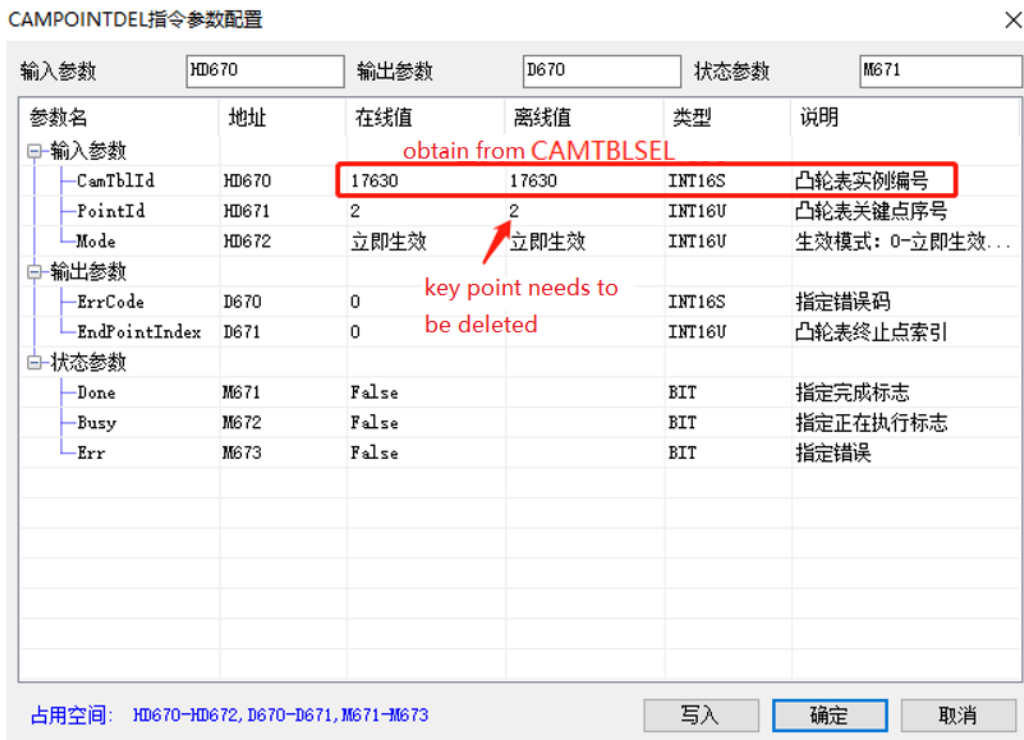 CAMPOINTDEL指令参数配置
输入参数 HD670 输出参数 D670 状态参数 M671
参数名 地址 在线值 离线值 类型 说明
输入参数
obtain from CAMTBLSEL
CamTblId HD670 17630 17630 INT16S 凸轮表实例编号
PointId HD671 2 2 INT16U 凸轮表关键点序号
Mode HD672 立即生效 立即生效 INT16U 生效模式：0-立即生效...
输出参数
key point needs to
be deleted
ErrCode D670 0 INT16S 指定错误码
EndPointIndex D671 0 INT16U 凸轮表终止点索引
状态参数
Done M671 False BIT 指定完成标志
Busy M672 False BIT 指定正在执行标志
Err M673 False BIT 指定错误
占用空间: HD670-HD672,D670-D671,M671-M673
写入 确定 取消